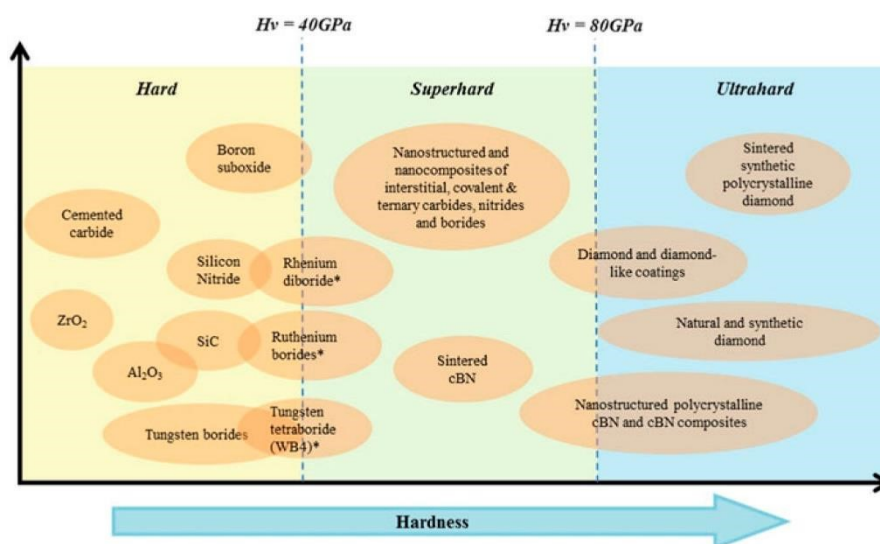 Hv = 40GPa
Hv = 80GPa
Hard
Superhard
Ultrahard
Boron
suboxide
Nanostructured and
nanocomposites of
interstitial, covalent &
ternary carbides, nitrides
and borides
Sintered
synthetic
polycrystalline
diamond
Cemented
carbide
Silicon
Nitride
Rhenium
diboride*
Diamond and diamond-
like coatings
ZrO₂
SiC
Ruthenium
borides*
Natural and synthetic
diamond
Al₂O₃
Sintered
cBN
Tungsten borides
Tungsten
tetraboride
(WB4)*
Nanostructured polycrystalline
cBN and cBN composites
Hardness